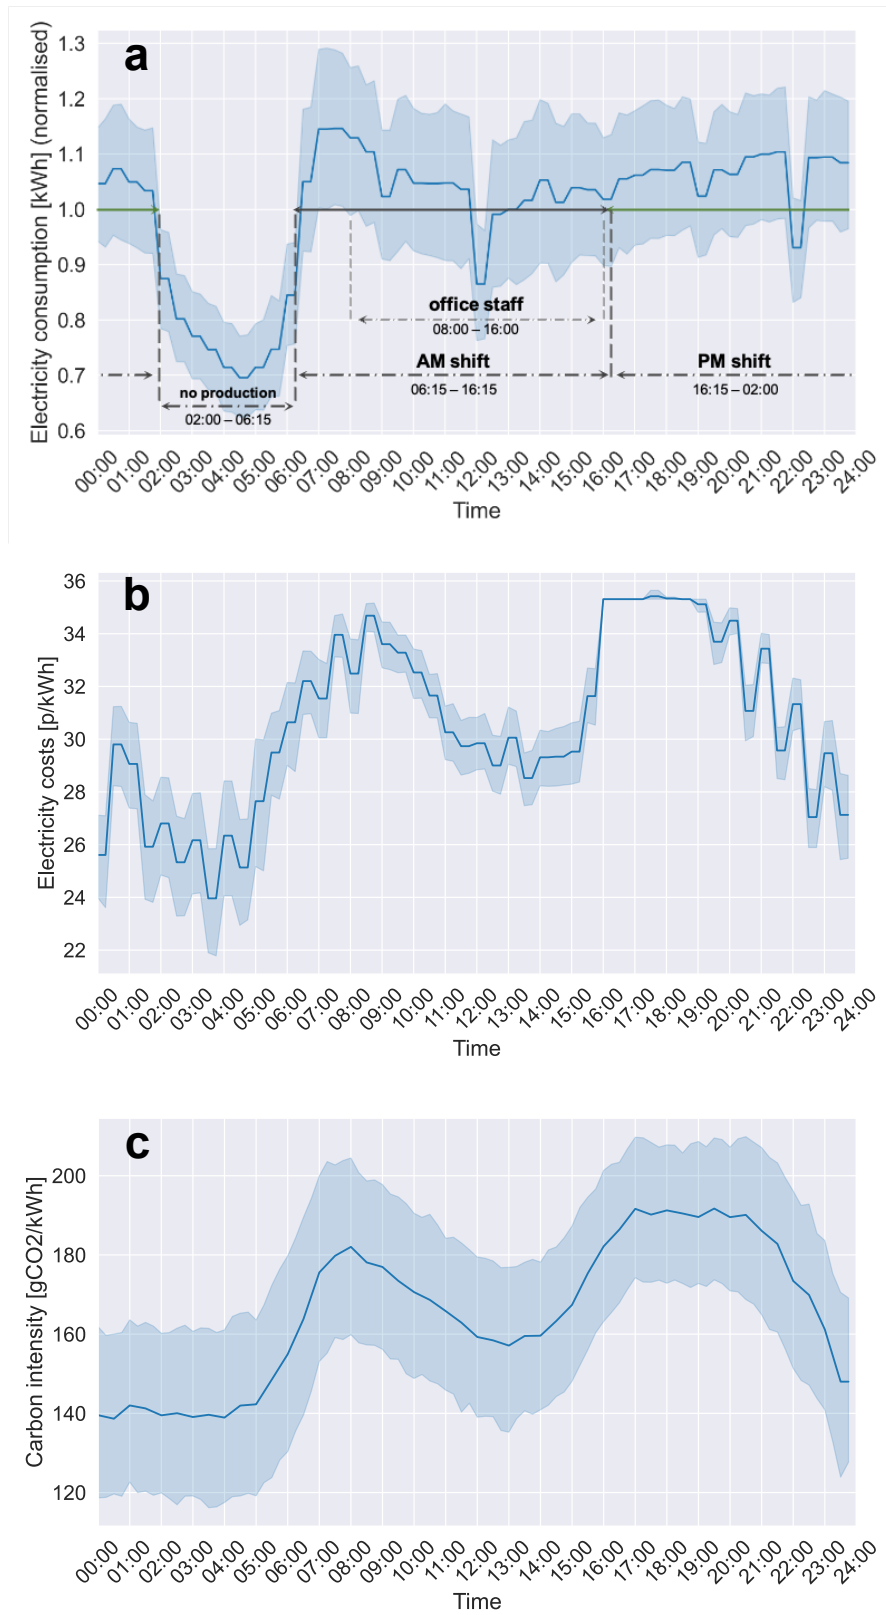 a
Electricity consumption [kWh] (normalised)
1.3
1.2
1.1
1.0
0.9
0.8
0.7
0.6
office staff
08:00 – 16:00
AM shift
06:15 – 16:15
PM shift
16:15 – 02:00
no production
02:00 – 06:15
00:00 01:00 02:00 03:00 04:00 05:00 06:00 07:00 08:00 09:00 10:00 11:00 12:00 13:00 14:00 15:00 16:00 17:00 18:00 19:00 20:00 21:00 22:00 23:00 24:00
Time
b
Electricity costs [p/kWh]
36
34
32
30
28
26
24
22
00:00 01:00 02:00 03:00 04:00 05:00 06:00 07:00 08:00 09:00 10:00 11:00 12:00 13:00 14:00 15:00 16:00 17:00 18:00 19:00 20:00 21:00 22:00 23:00 24:00
Time
c
Carbon intensity [gCO2/kWh]
200
180
160
140
120
00:00 01:00 02:00 03:00 04:00 05:00 06:00 07:00 08:00 09:00 10:00 11:00 12:00 13:00 14:00 15:00 16:00 17:00 18:00 19:00 20:00 21:00 22:00 23:00 24:00
Time